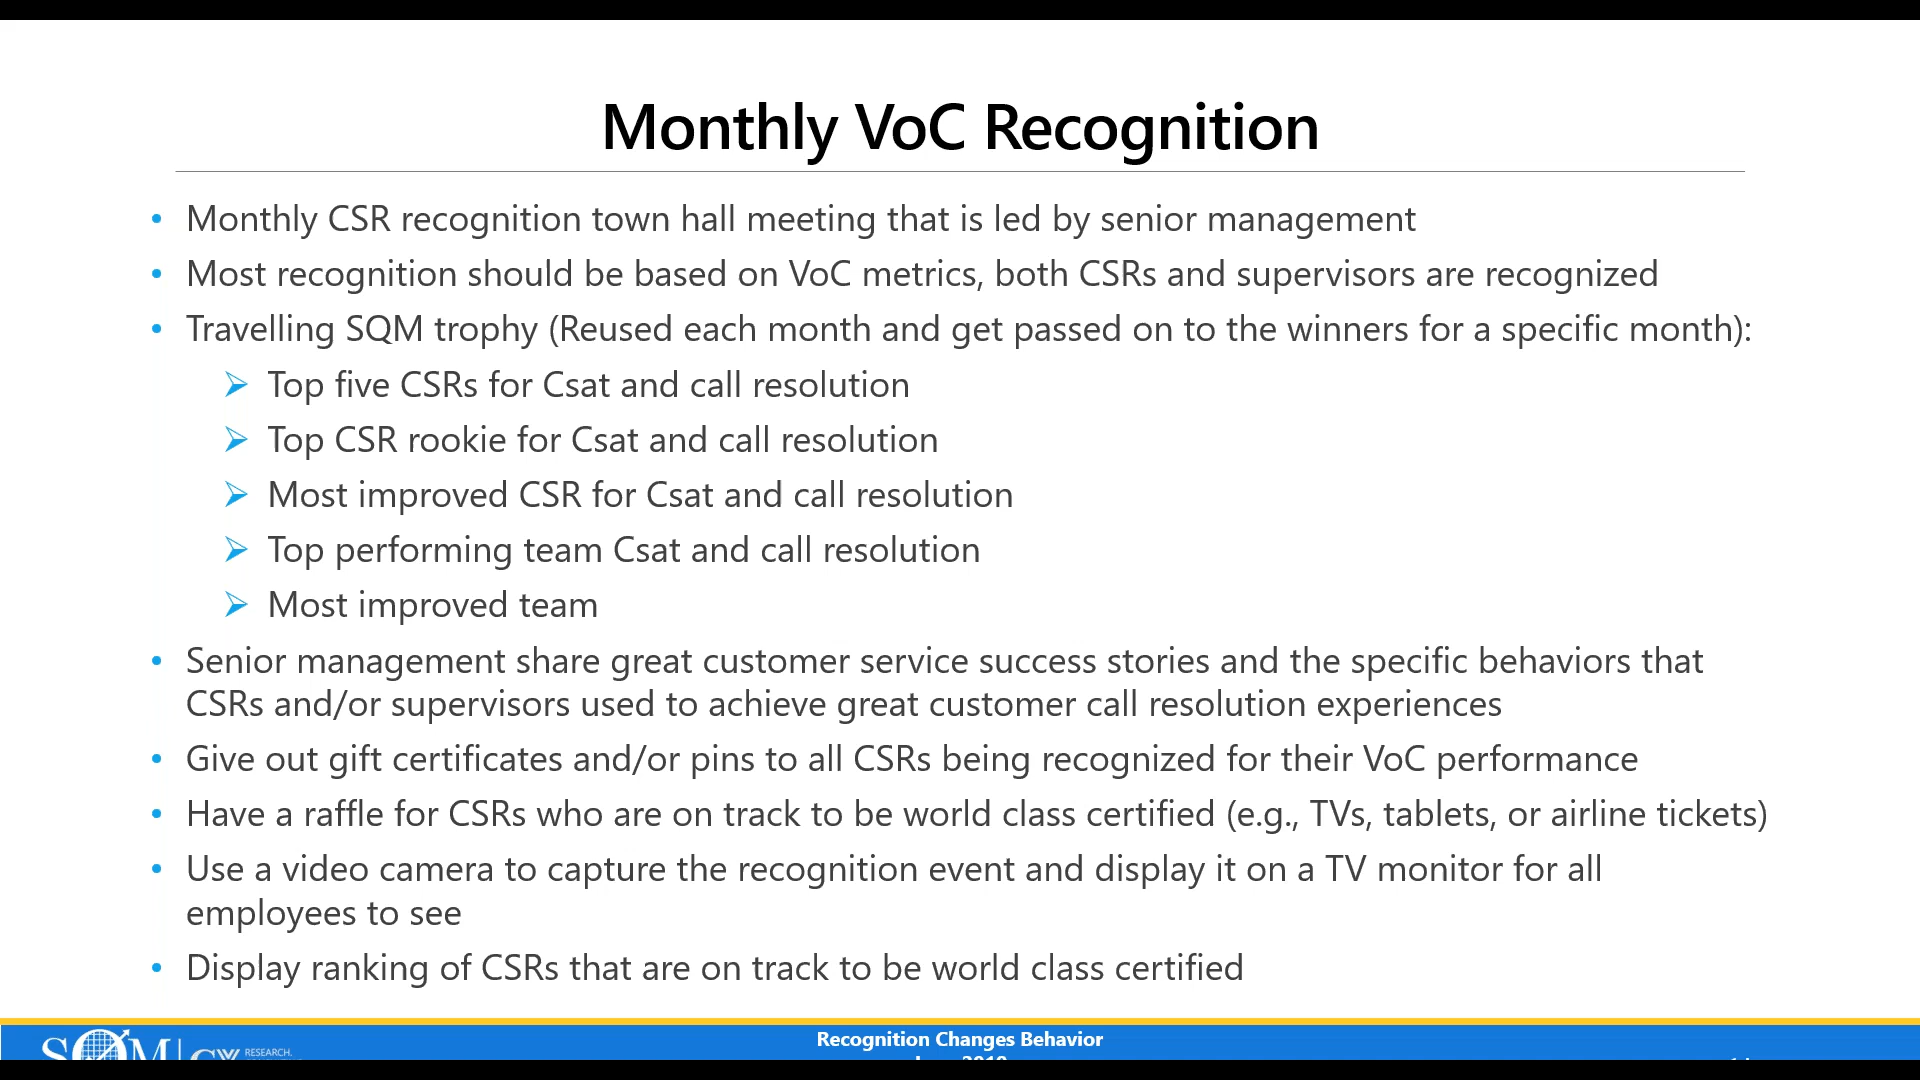 Monthly VoC Recognition
• Monthly CSR recognition town hall meeting that is led by senior management
• Most recognition should be based on VoC metrics, both CSRs and supervisors are recognized
• Travelling SQM trophy (Reused each month and get passed on to the winners for a specific month):
➢ Top five CSRs for Csat and call resolution
➢ Top CSR rookie for Csat and call resolution
➢ Most improved CSR for Csat and call resolution
➢ Top performing team Csat and call resolution
➢ Most improved team
• Senior management share great customer service success stories and the specific behaviors that
CSRs and/or supervisors used to achieve great customer call resolution experiences
• Give out gift certificates and/or pins to all CSRs being recognized for their VoC performance
• Have a raffle for CSRs who are on track to be world class certified (e.g., TVs, tablets, or airline tickets)
• Use a video camera to capture the recognition event and display it on a TV monitor for all
employees to see
• Display ranking of CSRs that are on track to be world class certified
SQM | CX RESEARCH.
Recognition Changes Behavior